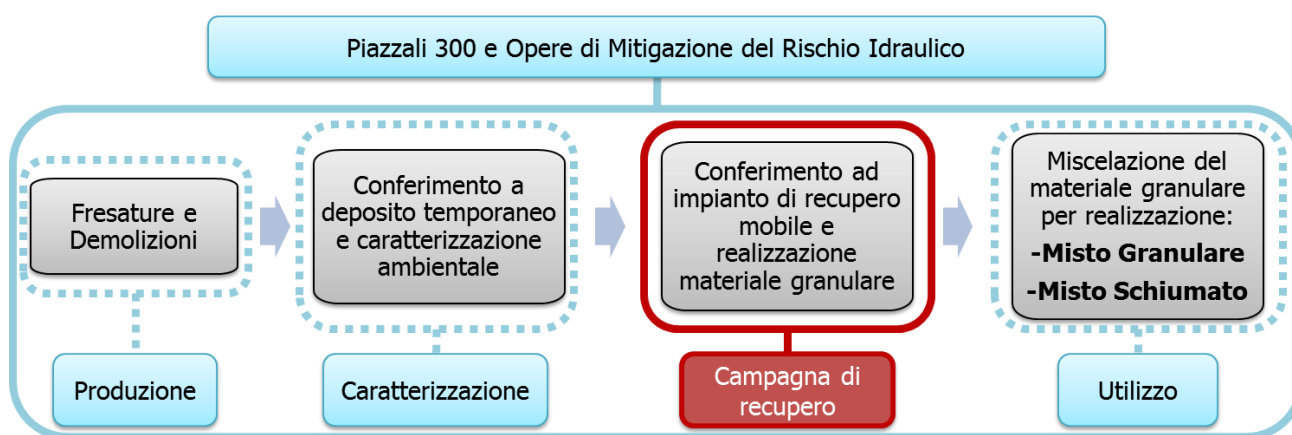 Piazzali 300 e Opere di Mitigazione del Rischio Idraulico
Fresature e
Demolizioni
Conferimento a
deposito temporaneo
e caratterizzazione
ambientale
Conferimento ad
impianto di recupero
mobile e
realizzazione
materiale granulare
Miscelazione del
materiale granulare
per realizzazione:
-Misto Granulare
-Misto Schiumato
Produzione
Caratterizzazione
Campagna di
recupero
Utilizzo